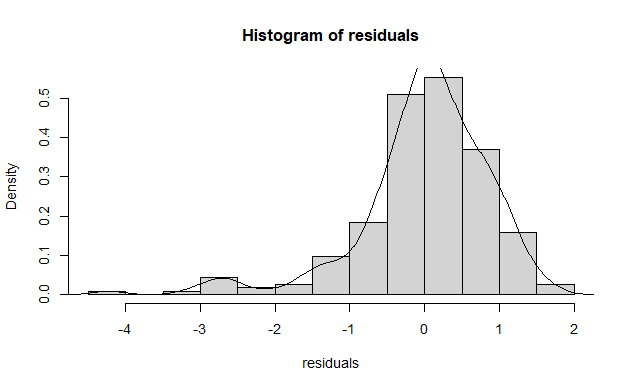 Histogram of residuals
Density
0.0 0.1 0.2 0.3 0.4 0.5
-4 -3 -2 -1 0 1 2
residuals